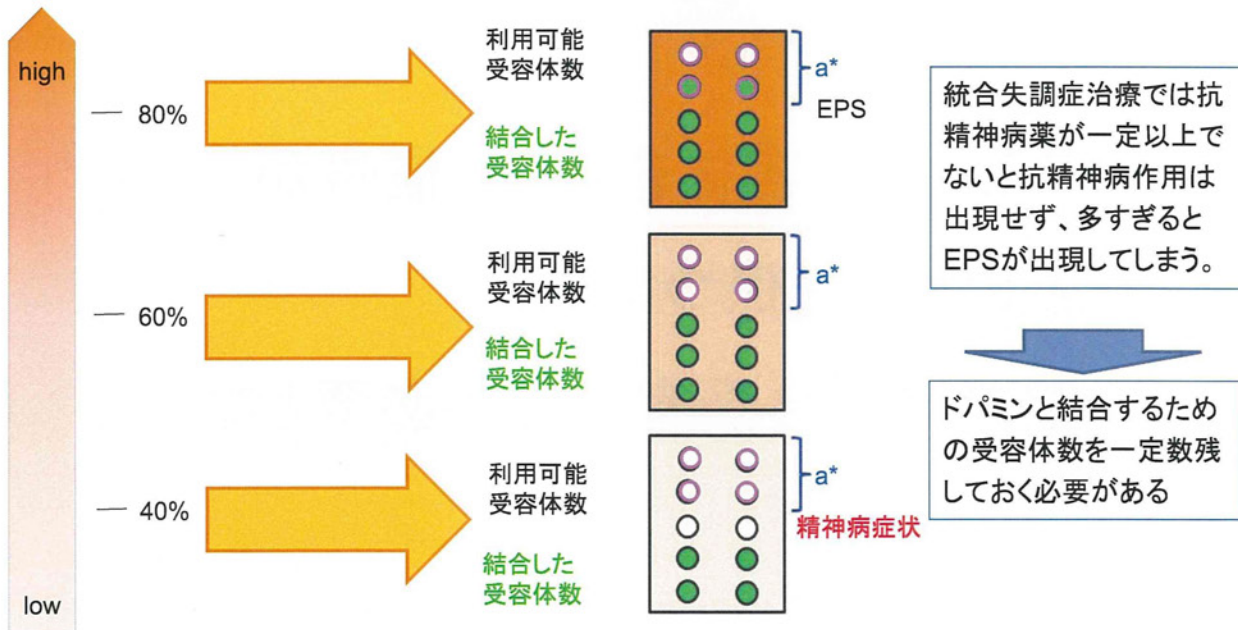 high
80%
60%
40%
low
利用可能
受容体数
結合した
受容体数
a*
EPS
利用可能
受容体数
結合した
受容体数
a*
利用可能
受容体数
結合した
受容体数
a*
精神病症状
統合失調症治療では抗
精神病薬が一定以上で
ないと抗精神病作用は
出現せず、多すぎると
EPSが出現してしまう。
ドパミンと結合するため
の受容体数を一定数残
しておく必要がある